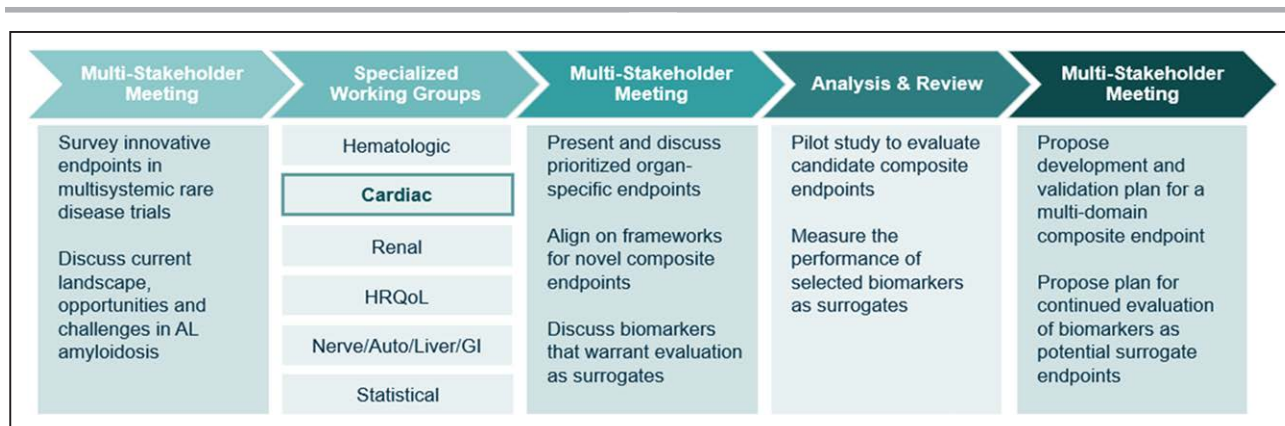 Multi-Stakeholder
Meeting
Specialized
Working Groups
Multi-Stakeholder
Meeting
Analysis & Review
Multi-Stakeholder
Meeting
Survey innovative
endpoints in
multisystemic rare
disease trials
Discuss current
landscape,
opportunities and
challenges in AL
amyloidosis
Hematologic
Cardiac
Renal
HRQoL
Nerve/Auto/Liver/GI
Statistical
Present and discuss
prioritized organ-
specific endpoints
Align on frameworks
for novel composite
endpoints
Discuss biomarkers
that warrant evaluation
as surrogates
Pilot study to evaluate
candidate composite
endpoints
Measure the
performance of
selected biomarkers
as surrogates
Propose
development and
validation plan for a
multi-domain
composite endpoint
Propose plan for
continued evaluation
of biomarkers as
potential surrogate
endpoints